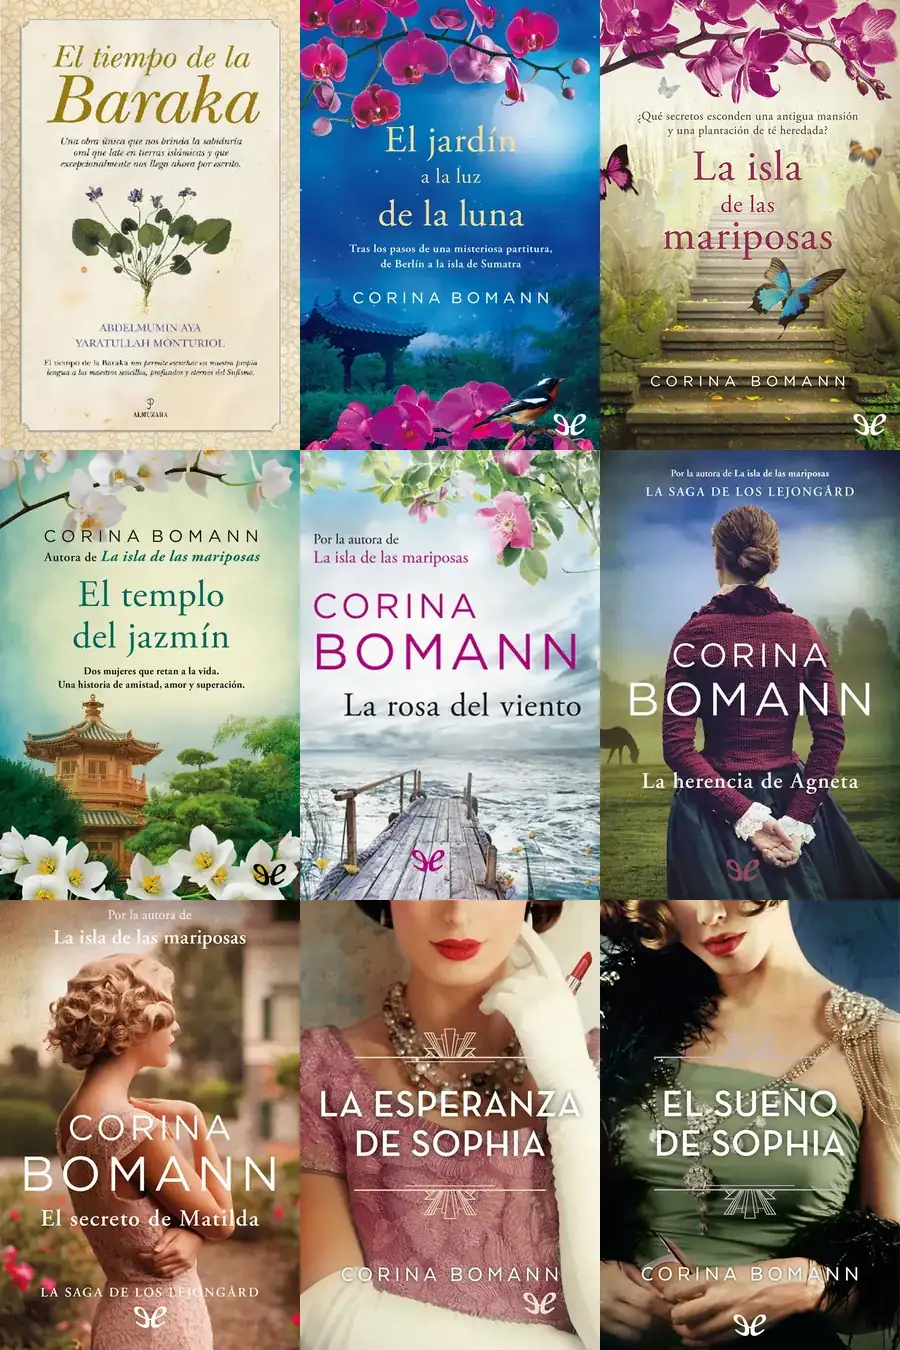 El tiempo de la
Baraka
Una obra única que nos brinda la sabiduría
oral que late en tierras islámicas y que
excepcionalmente nos llega ahora por escrito.
ABDELMUMIN AYA
YARATULLAH MONTURIOL
El tiempo de la Baraka nos permite escuchar en nuestra propia
lengua a los maestros sencillos, profundos y eternos del Sufismo.
ALMUZARA
El jardín
a la luz
de la luna
Tras los pasos de una misteriosa partitura,
de Berlín a la isla de Sumatra
CORINA BOMANN
¿Qué secretos esconden una antigua mansión
y una plantación de té heredada?
La isla
de las
mariposas
CORINA BOMANN
CORINA BOMANN
Autora de La isla de las mariposas
El templo
del jazmín
Dos mujeres que retan a la vida.
Una historia de amistad, amor y superación.
Por la autora de
La isla de las mariposas
CORINA
BOMANN
La rosa del viento
Por la autora de La isla de las mariposas
LA SAGA DE LOS LEJONGÅRD
CORINA
BOMANN
La herencia de Agneta
Por la autora de
La isla de las mariposas
CORINA
BOMANN
El secreto de Matilda
LA SAGA DE LOS LEJONGÅRD
LA ESPERANZA
DE SOPHIA
CORINA BOMANN
EL SUEÑO
DE SOPHIA
CORINA BOMANN